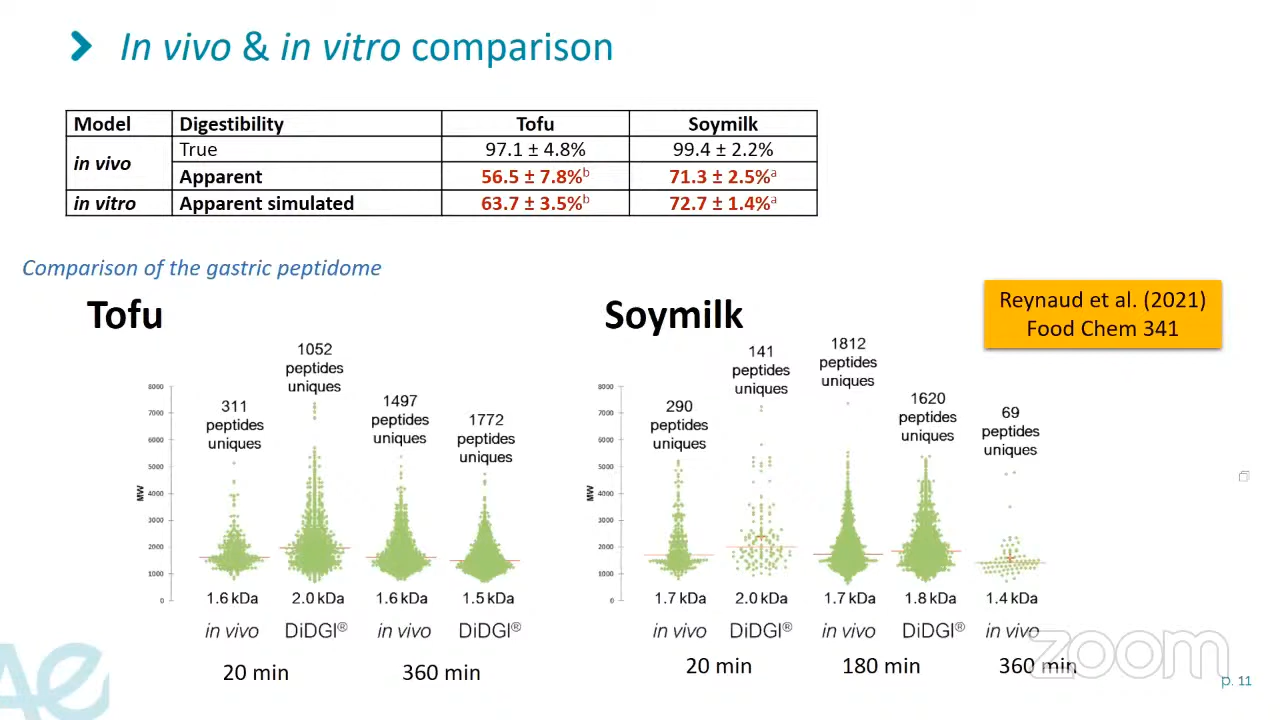 In vivo & in vitro comparison
Model Digestibility Tofu Soymilk
in vivo
True 97.1 ± 4.8% 99.4 ± 2.2%
Apparent 56.5 ± 7.8%ᵇ 71.3 ± 2.5%ᵃ
in vitro Apparent simulated 63.7 ± 3.5%ᵇ 72.7 ± 1.4%ᵃ
Comparison of the gastric peptidome
Reynaud et al. (2021)
Food Chem 341
Tofu
1052
peptides
uniques
311
peptides
uniques
1497
peptides
uniques
1772
peptides
uniques
8000
7000
6000
5000
4000
3000
2000
1000
0
MW
1.6 kDa 2.0 kDa 1.6 kDa 1.5 kDa
in vivo DiDGI® in vivo DiDGI®
20 min 360 min
Soymilk
290
peptides
uniques
141
peptides
uniques
1812
peptides
uniques
1620
peptides
uniques
69
peptides
uniques
8000
7000
6000
5000
4000
3000
2000
1000
0
MW
1.7 kDa 2.0 kDa 1.7 kDa 1.8 kDa 1.4 kDa
in vivo DiDGI® in vivo DiDGI® in vivo
20 min 180 min 360 min
zoom
p. 11